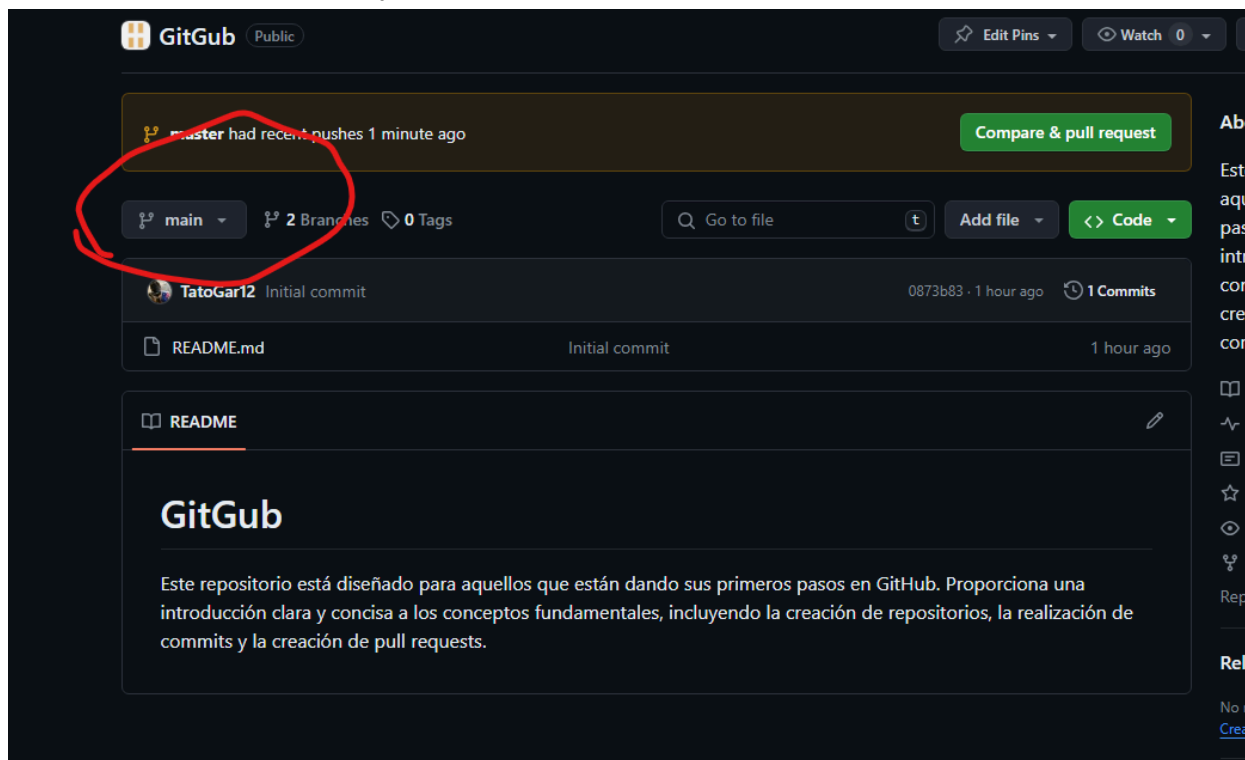 GitGub Public Edit Pins Watch 0
master had recent pushes 1 minute ago Compare & pull request
main 2 Branches 0 Tags Go to file t Add file Code
TatoGar12 Initial commit 0873b83 · 1 hour ago 1 Commits
README.md Initial commit 1 hour ago
README
GitGub
Este repositorio está diseñado para aquellos que están dando sus primeros pasos en GitHub. Proporciona una
introducción clara y concisa a los conceptos fundamentales, incluyendo la creación de repositorios, la realización de
commits y la creación de pull requests.